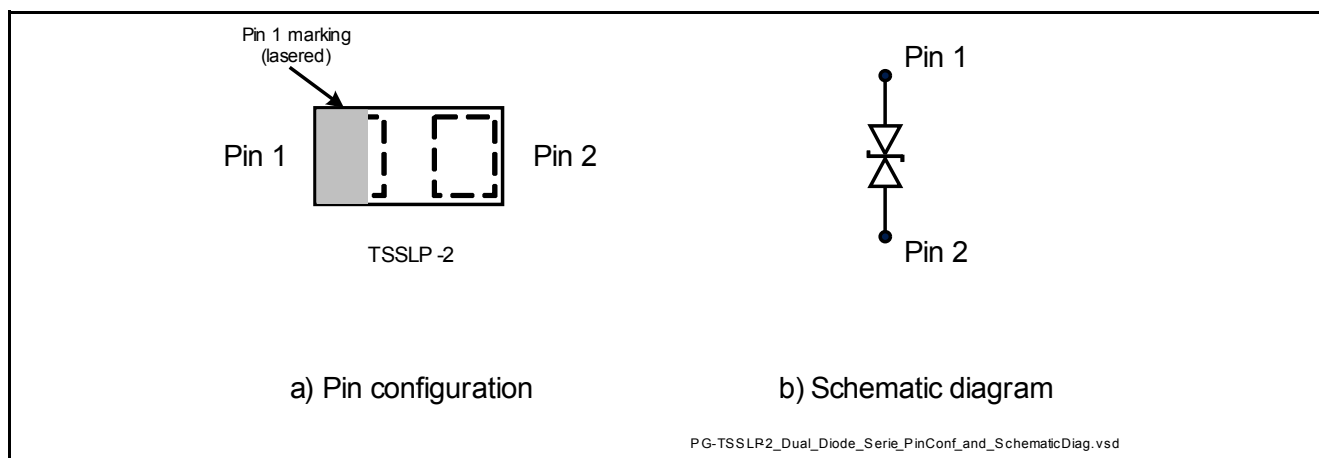 Pin 1 marking
(lasered)
Pin 1
Pin 2
TSSLP-2
a) Pin configuration
Pin 1
Pin 2
b) Schematic diagram
PG-TSSLP2_Dual_Diode_Serie_PinConf_and_SchematicDiag.vsd